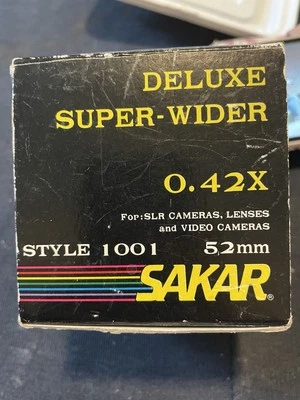 DELUXE
SUPER-WIDER
0.42X
FOR: SLR CAMERAS, LENSES
AND VIDEO CAMERAS
STYLE 1001 52mm
SAKAR®